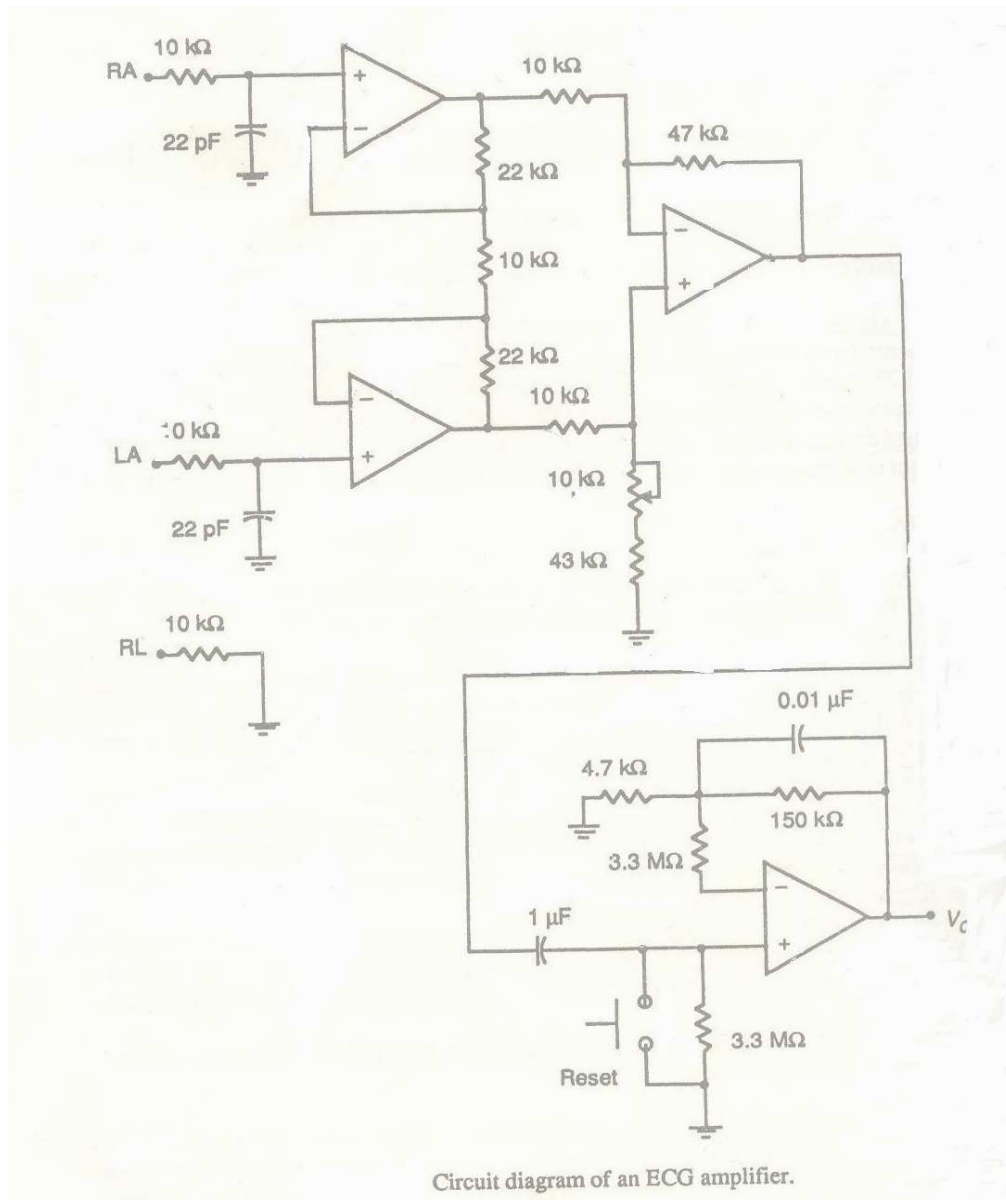 10 kΩ
RA
22 pF
+
−
10 kΩ
22 kΩ
47 kΩ
10 kΩ
−
+
22 kΩ
10 kΩ
−
+
:0 kΩ
LA
22 pF
10 kΩ
43 kΩ
10 kΩ
RL
0.01 µF
4.7 kΩ
150 kΩ
3.3 MΩ
−
+
1 µF
Reset
3.3 MΩ
Circuit diagram of an ECG amplifier.